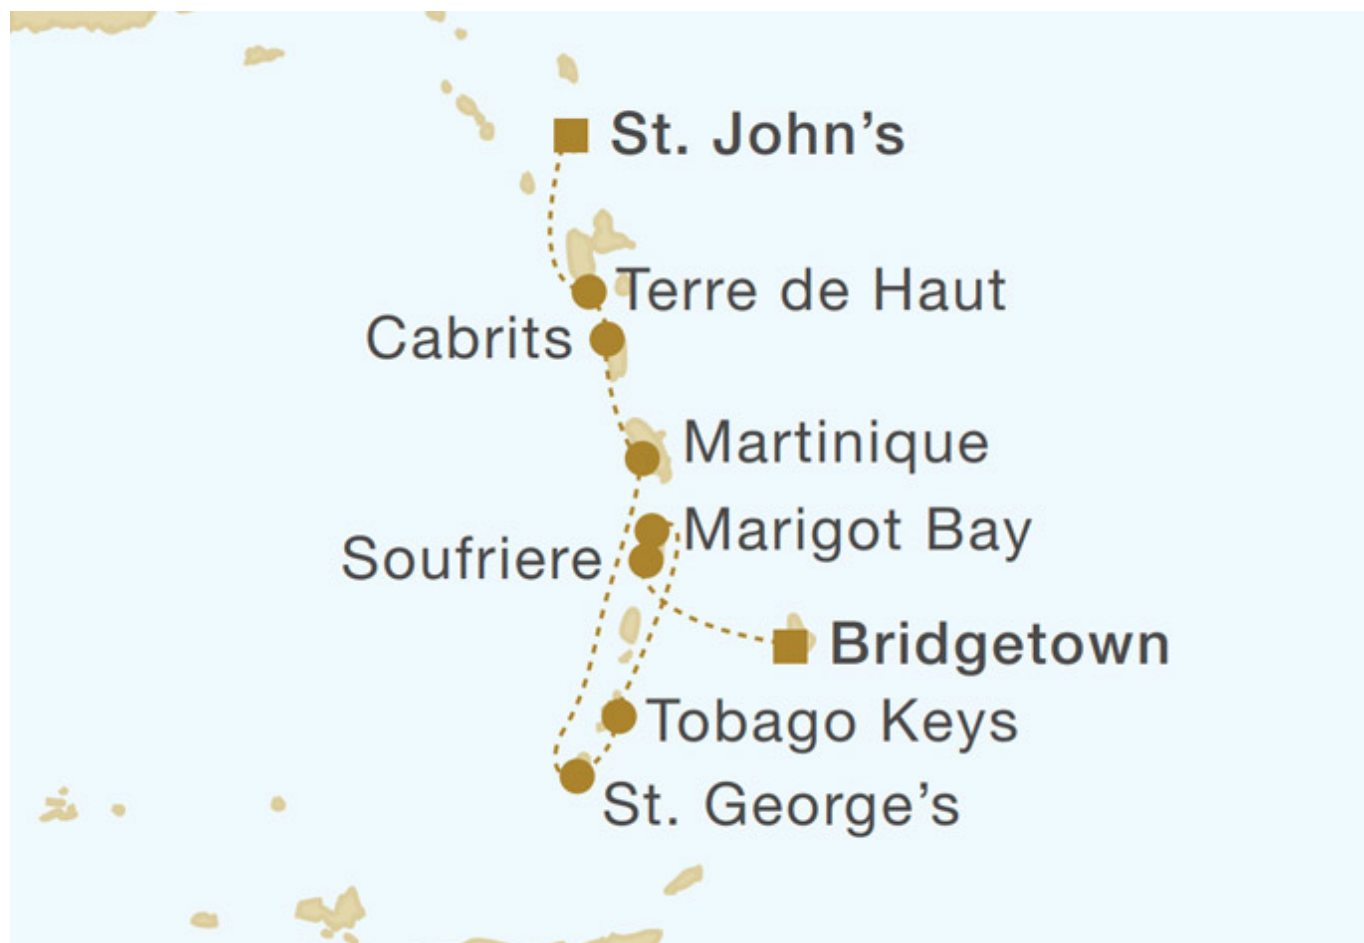 St. John’s
Terre de Haut
Cabrits
Martinique
Marigot Bay
Soufriere
Bridgetown
Tobago Keys
St. George’s